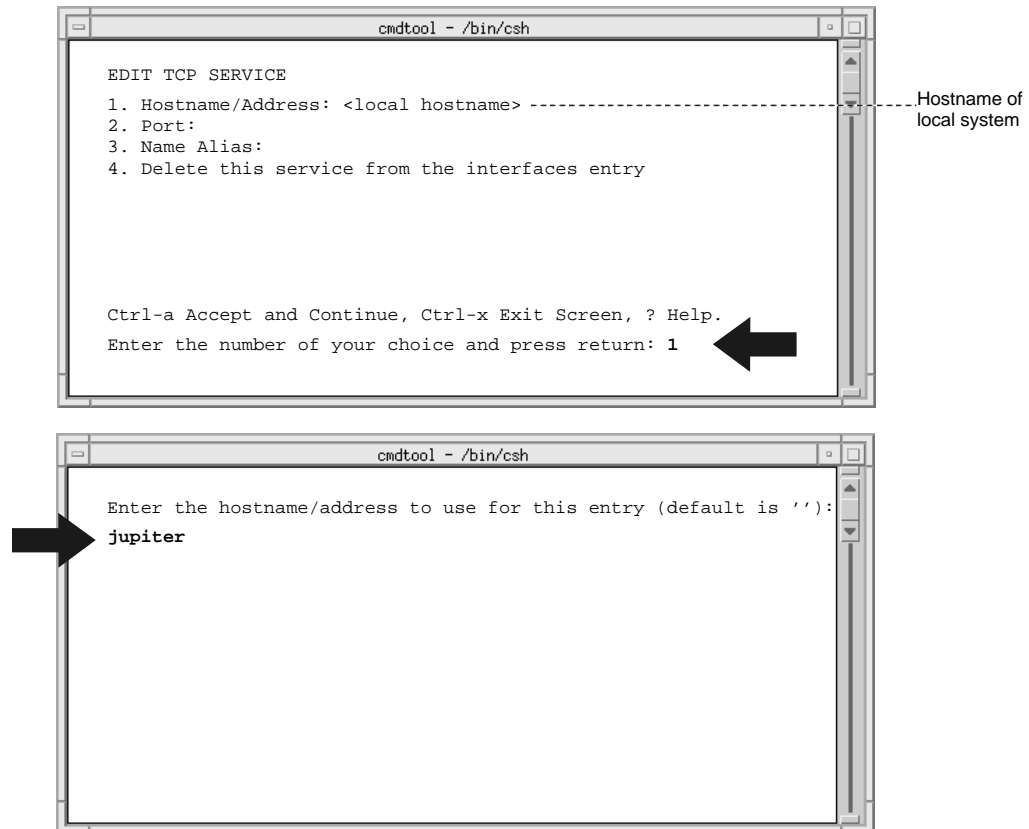 cmdtool - /bin/csh
EDIT TCP SERVICE
1. Hostname/Address: <local hostname>
Hostname of
local system
2. Port:
3. Name Alias:
4. Delete this service from the interfaces entry
Ctrl-a Accept and Continue, Ctrl-x Exit Screen, ? Help.
Enter the number of your choice and press return: 1
cmdtool - /bin/csh
Enter the hostname/address to use for this entry (default is ''):
jupiter